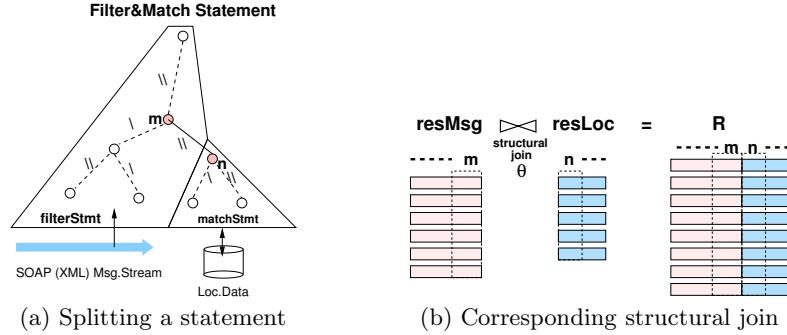 Filter&Match Statement
\\
m
\
\\
\\
\
n
\
\\
filterStmt
matchStmt
SOAP (XML) Msg.Stream
Loc.Data
(a) Splitting a statement
resMsg resLoc = R
structural
join
θ
m
n
m n
(b) Corresponding structural join